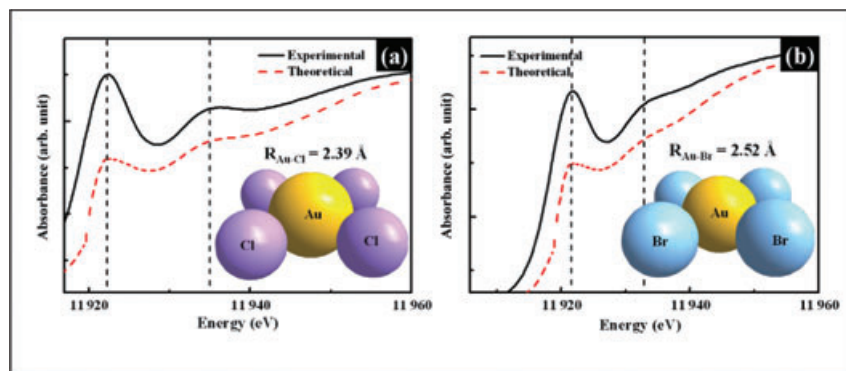 Experimental
Theoretical
(a)
Absorbance (arb. unit)
R Au-Cl = 2.39 Å
Au
Cl
Cl
11 920
11 940
11 960
Energy (eV)
Experimental
Theoretical
(b)
Absorbance (arb. unit)
R Au-Br = 2.52 Å
Au
Br
Br
11 920
11 940
11 960
Energy (eV)